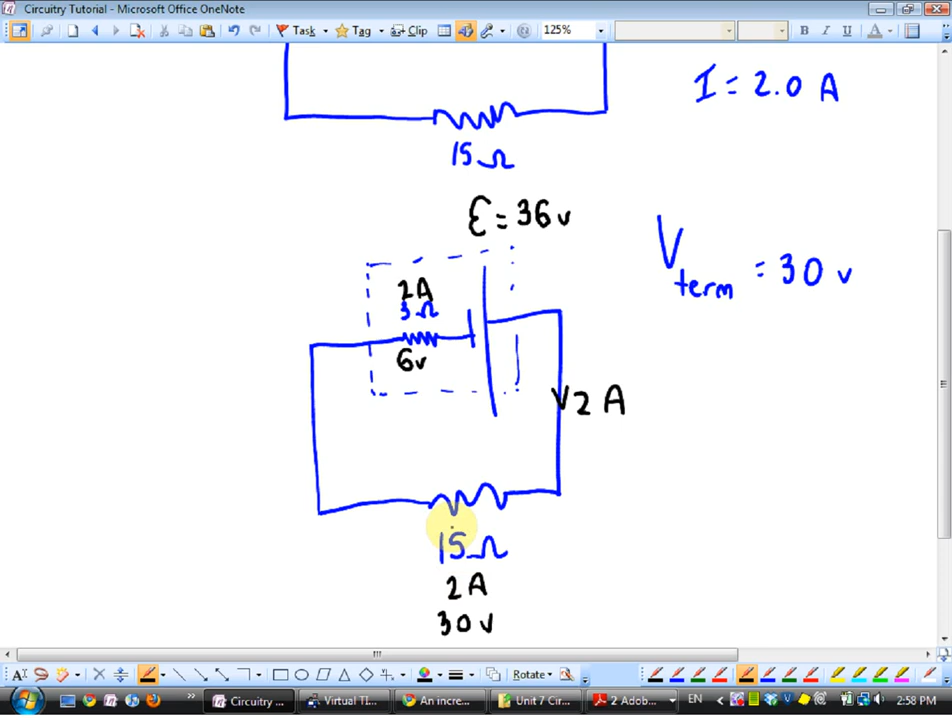 Circuitry Tutorial - Microsoft Office OneNote
Task
Tag
Clip
125%
B I U A
I = 2.0 A
15 Ω
Ɛ = 36 v
V term = 30 v
2A
3 Ω
6v
2 A
15 Ω
2 A
30 v
Rotate
Circuitry ...
Virtual TI...
An incre...
Unit 7 Cir...
2 Adob...
EN
2:58 PM